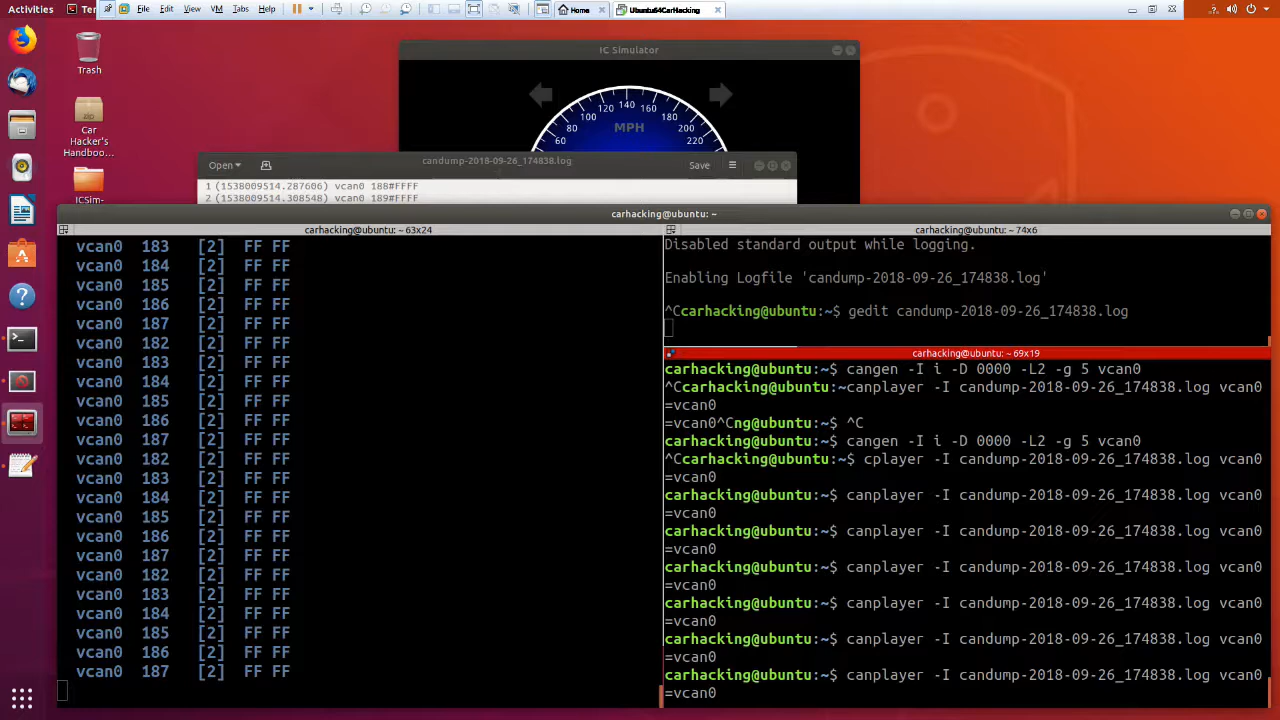 Activities
Ter
File Edit View VM Tabs Help
Home
Ubuntu64CarHacking
Trash
Car
Hacker's
Handboo...
ICSim-
IC Simulator
60 80 100 120 140 160 180 200 220
MPH
Open
candump-2018-09-26_174838.log
Save
1 (1538009514.287606) vcan0 188#FFFF
2 (1538009514.308548) vcan0 189#FFFF
carhacking@ubuntu: ~
carhacking@ubuntu: ~ 63x24
vcan0 183 [2] FF FF
vcan0 184 [2] FF FF
vcan0 185 [2] FF FF
vcan0 186 [2] FF FF
vcan0 187 [2] FF FF
vcan0 182 [2] FF FF
vcan0 183 [2] FF FF
vcan0 184 [2] FF FF
vcan0 185 [2] FF FF
vcan0 186 [2] FF FF
vcan0 187 [2] FF FF
vcan0 182 [2] FF FF
vcan0 183 [2] FF FF
vcan0 184 [2] FF FF
vcan0 185 [2] FF FF
vcan0 186 [2] FF FF
vcan0 187 [2] FF FF
vcan0 182 [2] FF FF
vcan0 183 [2] FF FF
vcan0 184 [2] FF FF
vcan0 185 [2] FF FF
vcan0 186 [2] FF FF
vcan0 187 [2] FF FF
carhacking@ubuntu: ~ 74x6
Disabled standard output while logging.
Enabling Logfile 'candump-2018-09-26_174838.log'
^Ccarhacking@ubuntu:~$ gedit candump-2018-09-26_174838.log
carhacking@ubuntu: ~ 69x19
carhacking@ubuntu:~$ cangen -I i -D 0000 -L2 -g 5 vcan0
^Ccarhacking@ubuntu:~canplayer -I candump-2018-09-26_174838.log vcan0
=vcan0
=vcan0^Cng@ubuntu:~$ ^C
carhacking@ubuntu:~$ cangen -I i -D 0000 -L2 -g 5 vcan0
^Ccarhacking@ubuntu:~$ cplayer -I candump-2018-09-26_174838.log vcan0
=vcan0
carhacking@ubuntu:~$ canplayer -I candump-2018-09-26_174838.log vcan0
=vcan0
carhacking@ubuntu:~$ canplayer -I candump-2018-09-26_174838.log vcan0
=vcan0
carhacking@ubuntu:~$ canplayer -I candump-2018-09-26_174838.log vcan0
=vcan0
carhacking@ubuntu:~$ canplayer -I candump-2018-09-26_174838.log vcan0
=vcan0
carhacking@ubuntu:~$ canplayer -I candump-2018-09-26_174838.log vcan0
=vcan0
carhacking@ubuntu:~$ canplayer -I candump-2018-09-26_174838.log vcan0
=vcan0